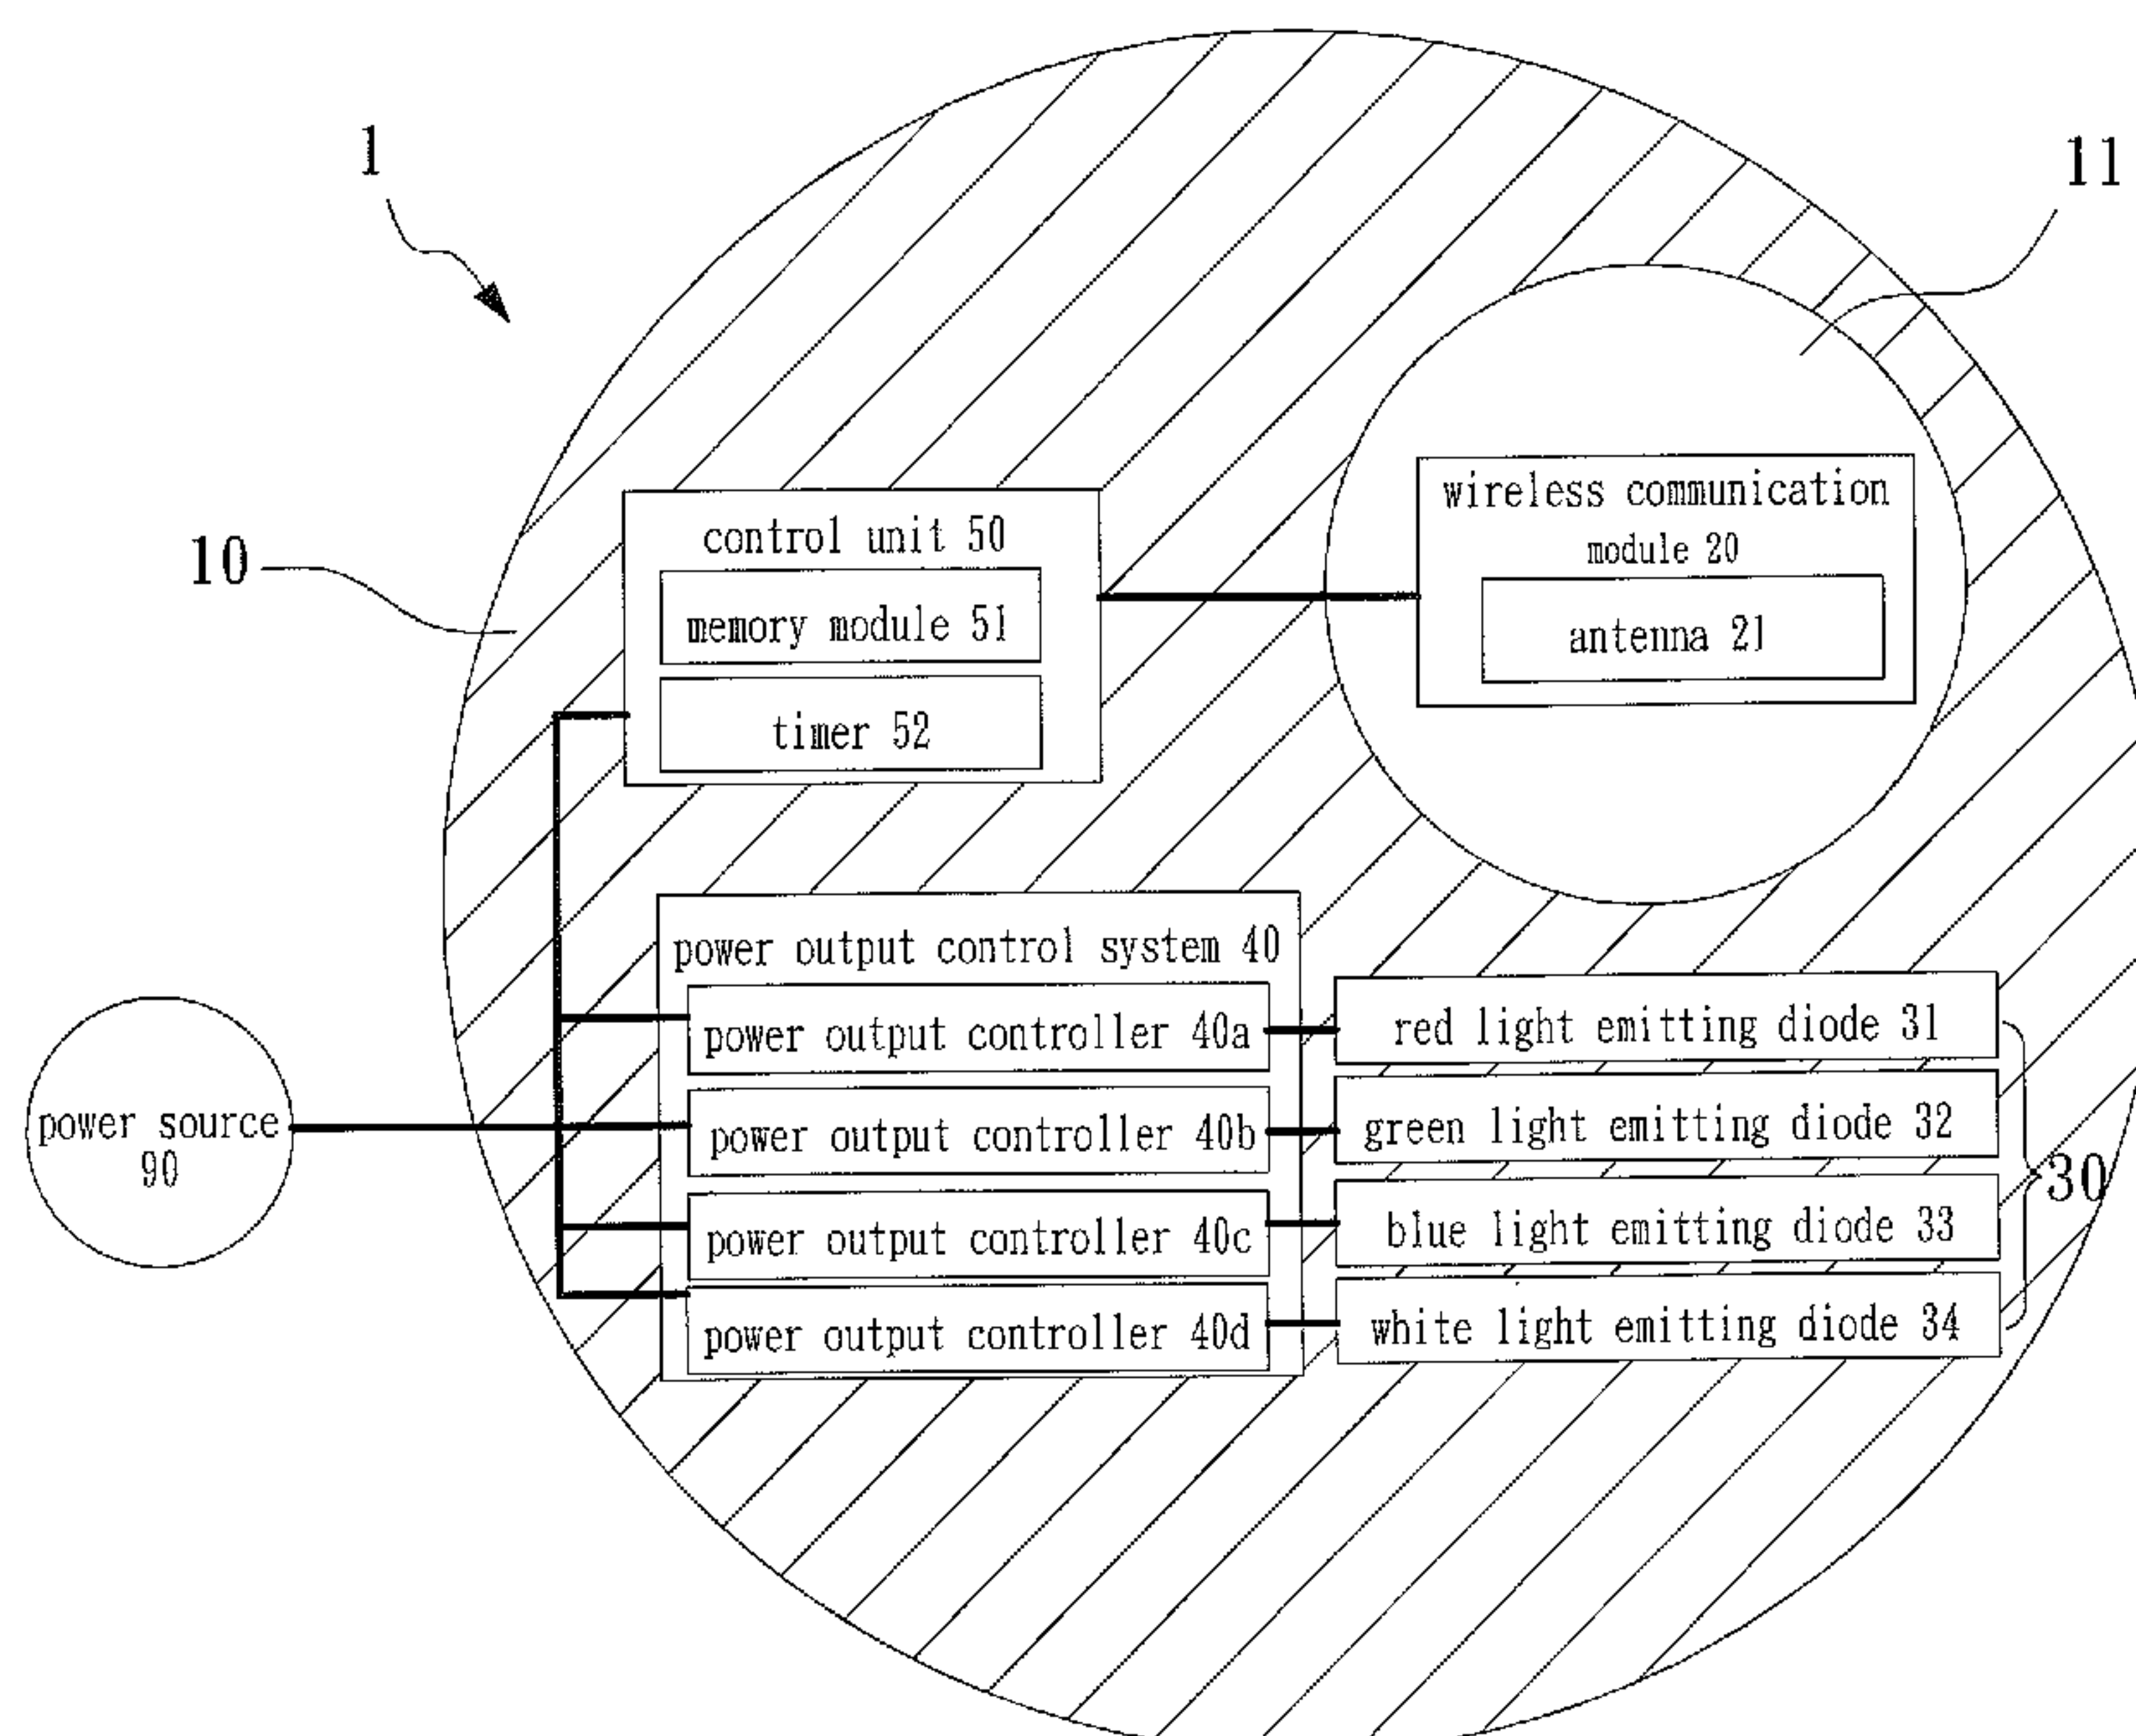 1
11
10
control unit 50
memory module 51
timer 52
wireless communication
module 20
antenna 21
power source
90
power output control system 40
power output controller 40a
power output controller 40b
power output controller 40c
power output controller 40d
red light emitting diode 31
green light emitting diode 32
blue light emitting diode 33
white light emitting diode 34
30